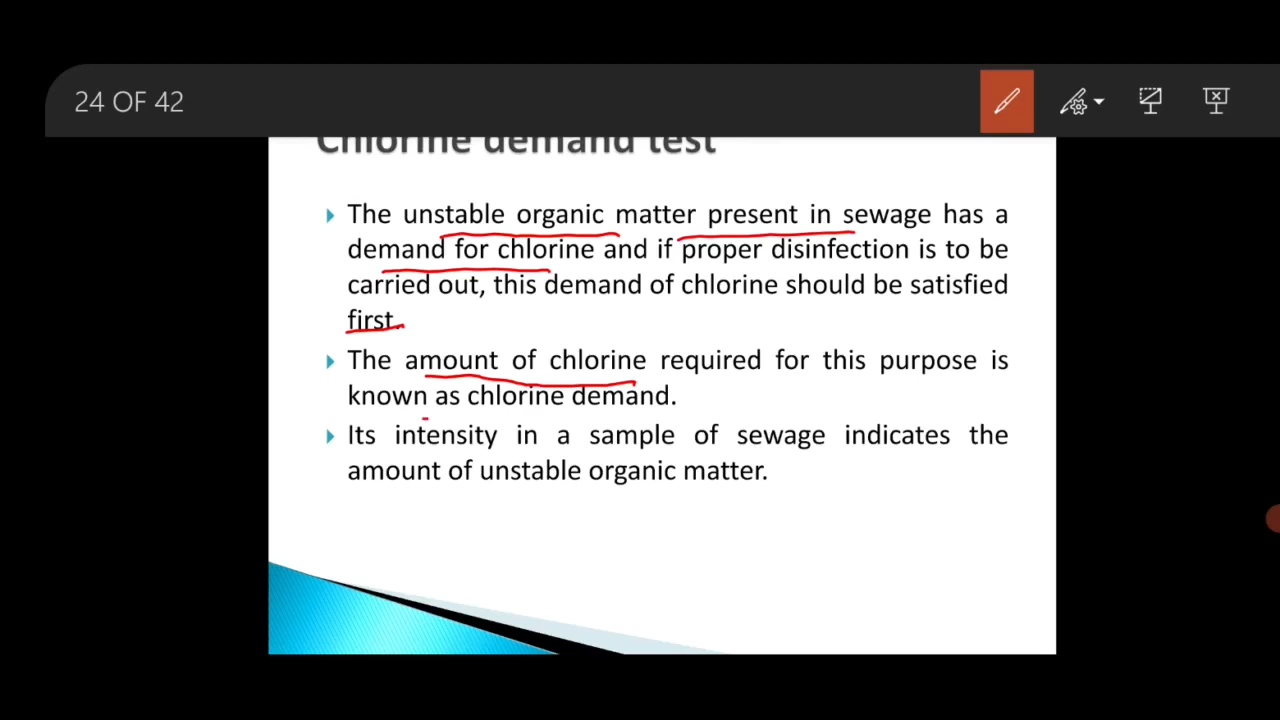 24 OF 42
Chlorine demand test
The unstable organic matter present in sewage has a
demand for chlorine and if proper disinfection is to be
carried out, this demand of chlorine should be satisfied
first.
The amount of chlorine required for this purpose is
known as chlorine demand.
Its intensity in a sample of sewage indicates the
amount of unstable organic matter.